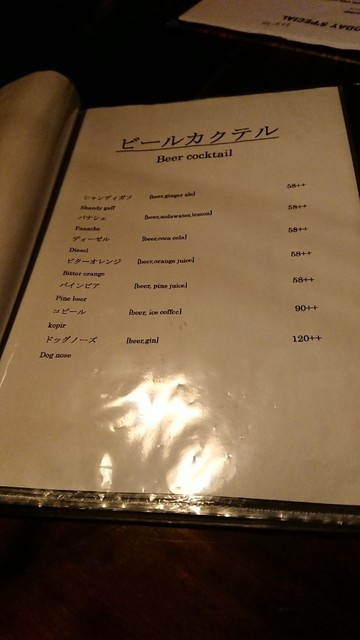 TODAY SPECIAL
ビールカクテル
Beer cocktail
シャンディガフ [beer,ginger ale] 58++
Shandy gaff
パナシェ [beer,sodawater,lemon] 58++
Panache
ディーゼル [beer,coca cola] 58++
Diesel
ビターオレンジ [beer,orange juice] 58++
Bitter orange
パインビア [beer, pine juice] 58++
Pine beer
コピール [beer, ice coffee] 90++
kopir
ドッグノーズ [beer,gin] 120++
Dog nose